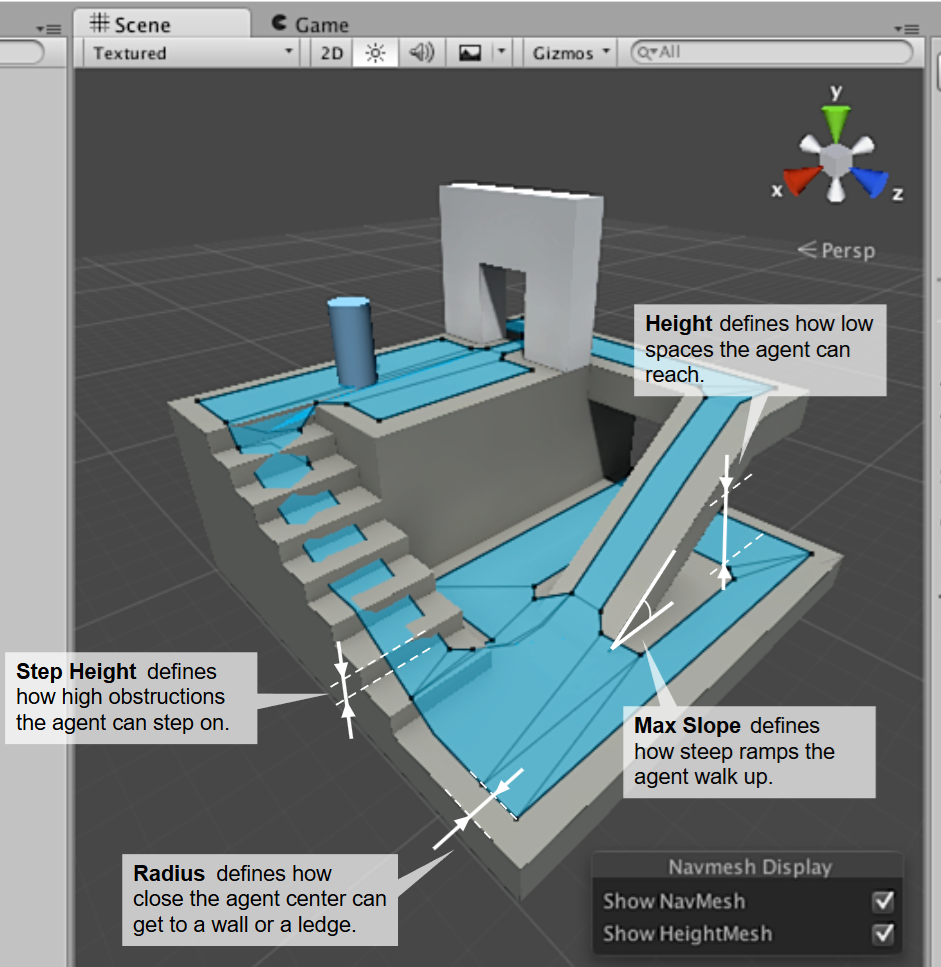 Scene
Game
Textured
2D
Gizmos
All
y
x
z
Persp
Height defines how low
spaces the agent can
reach.
Step Height defines
how high obstructions
the agent can step on.
Max Slope defines
how steep ramps the
agent walk up.
Radius defines how
close the agent center can
get to a wall or a ledge.
Navmesh Display
Show NavMesh
Show HeightMesh